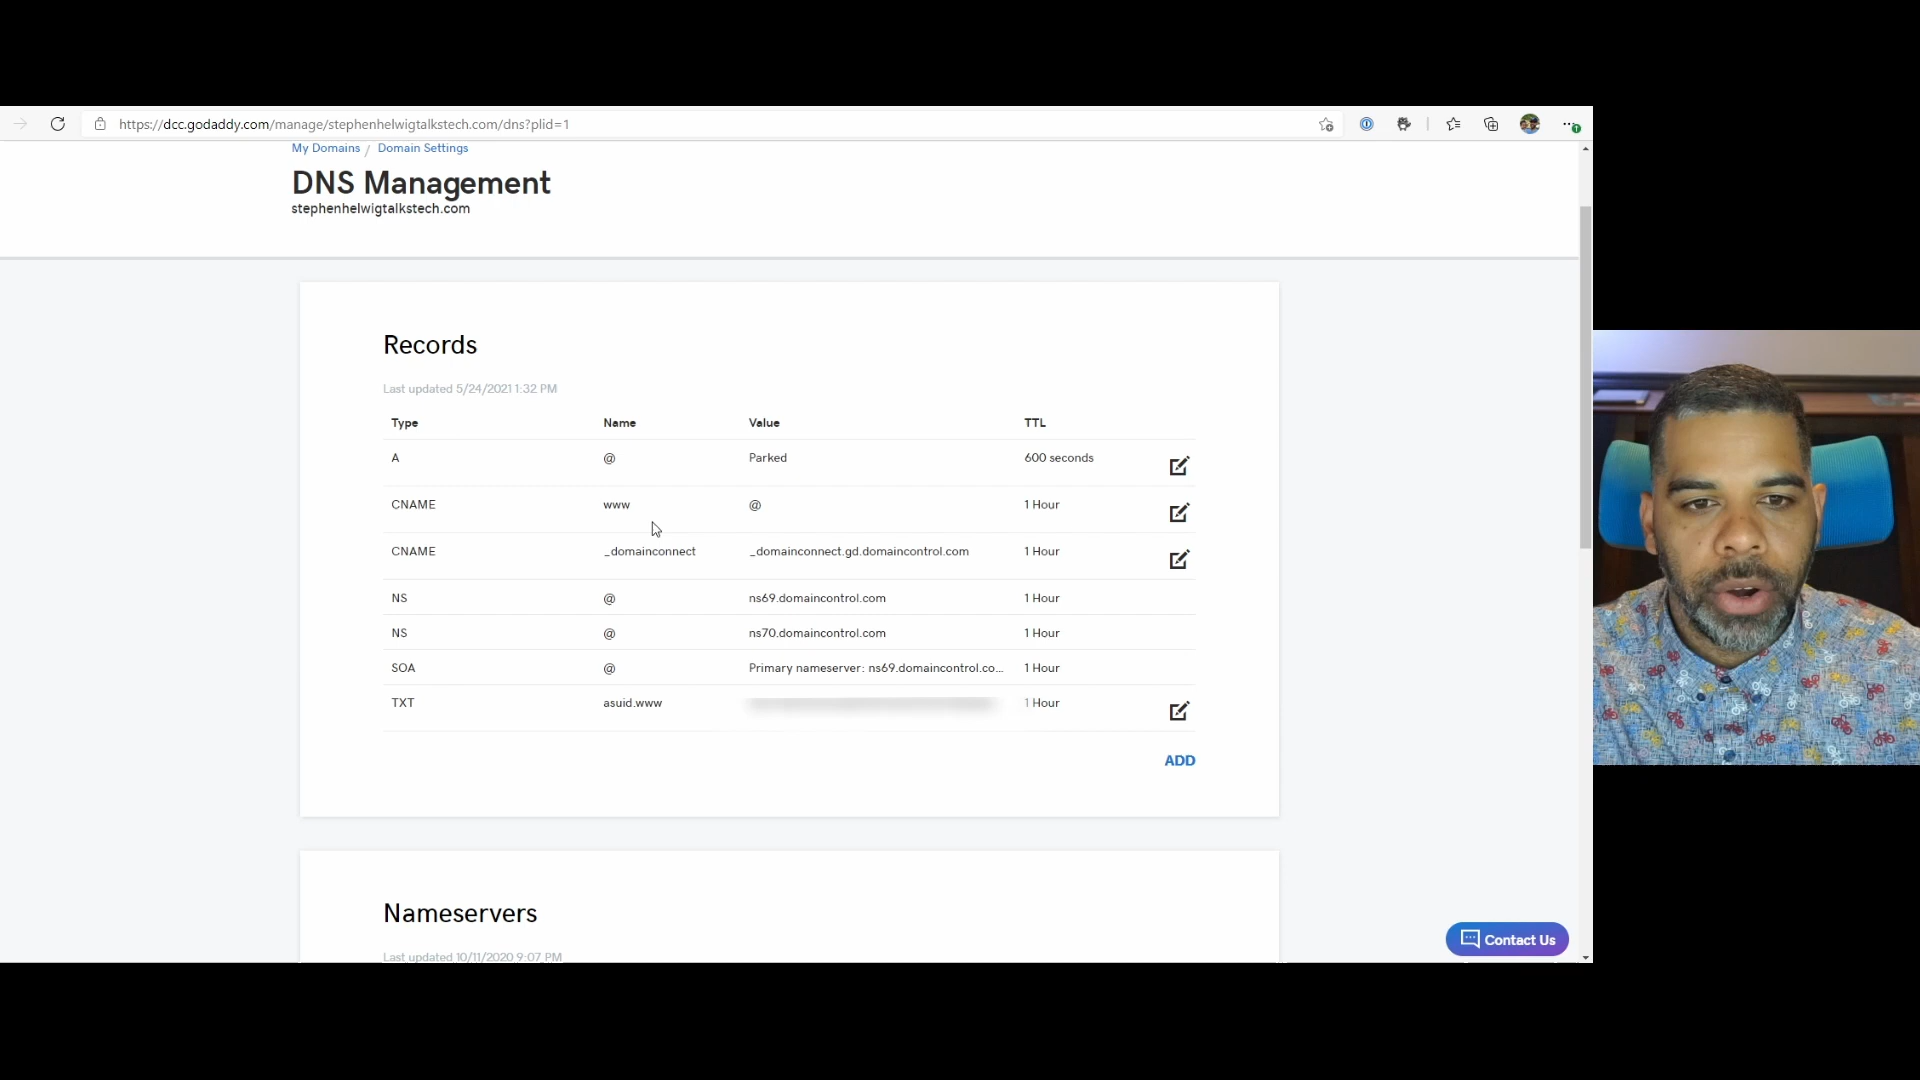 https://dcc.godaddy.com/manage/stephenhelwigtalkstech.com/dns?plid=1
My Domains / Domain Settings
DNS Management
stephenhelwigtalkstech.com
Records
Last updated 5/24/2021 1:32 PM
Type Name Value TTL
A @ Parked 600 seconds
CNAME www @ 1 Hour
CNAME _domainconnect _domainconnect.gd.domaincontrol.com 1 Hour
NS @ ns69.domaincontrol.com 1 Hour
NS @ ns70.domaincontrol.com 1 Hour
SOA @ Primary nameserver: ns69.domaincontrol.co... 1 Hour
TXT asuid.www 1 Hour
ADD
Nameservers
Last updated 10/11/2020 9:07 PM
Contact Us